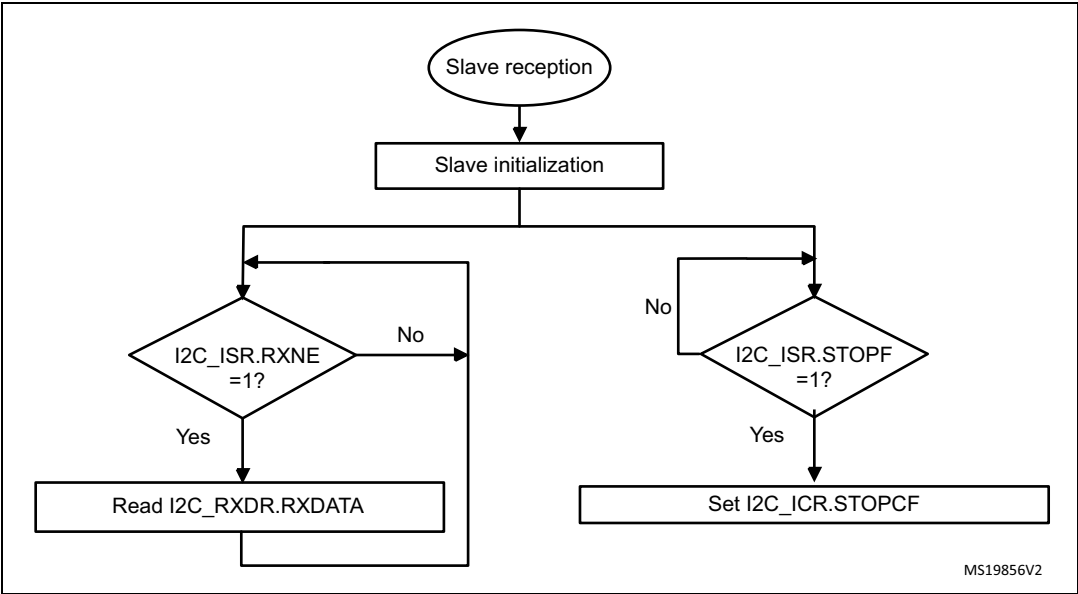 Slave reception
Slave initialization
No
No
I2C_ISR.RXNE
=1?
I2C_ISR.STOPF
=1?
Yes
Yes
Read I2C_RXDR.RXDATA
Set I2C_ICR.STOPCF
MS19856V2